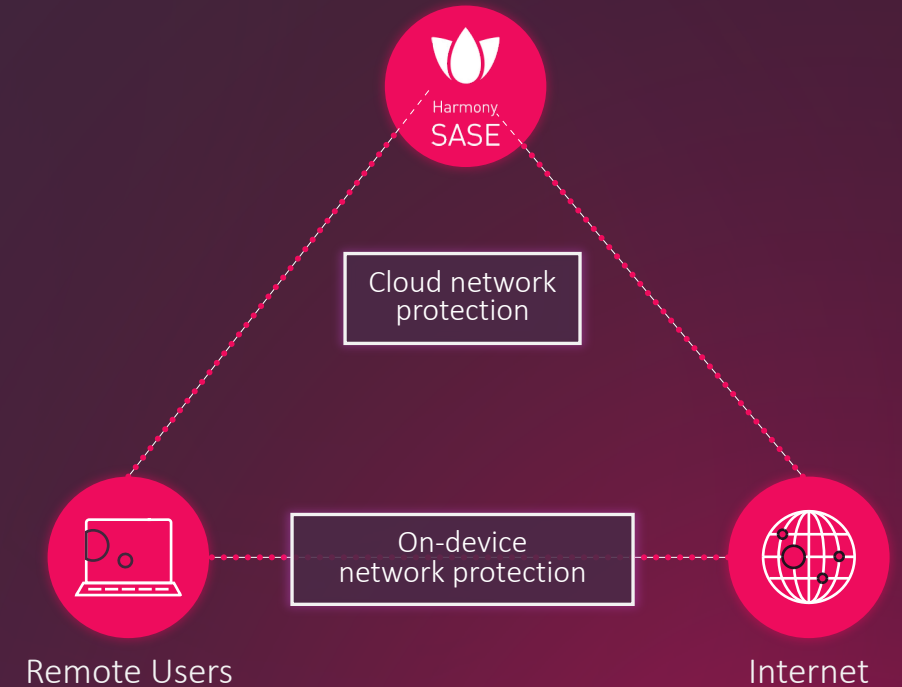 Harmony
SASE
Cloud network
protection
On-device
network protection
Remote Users
Internet